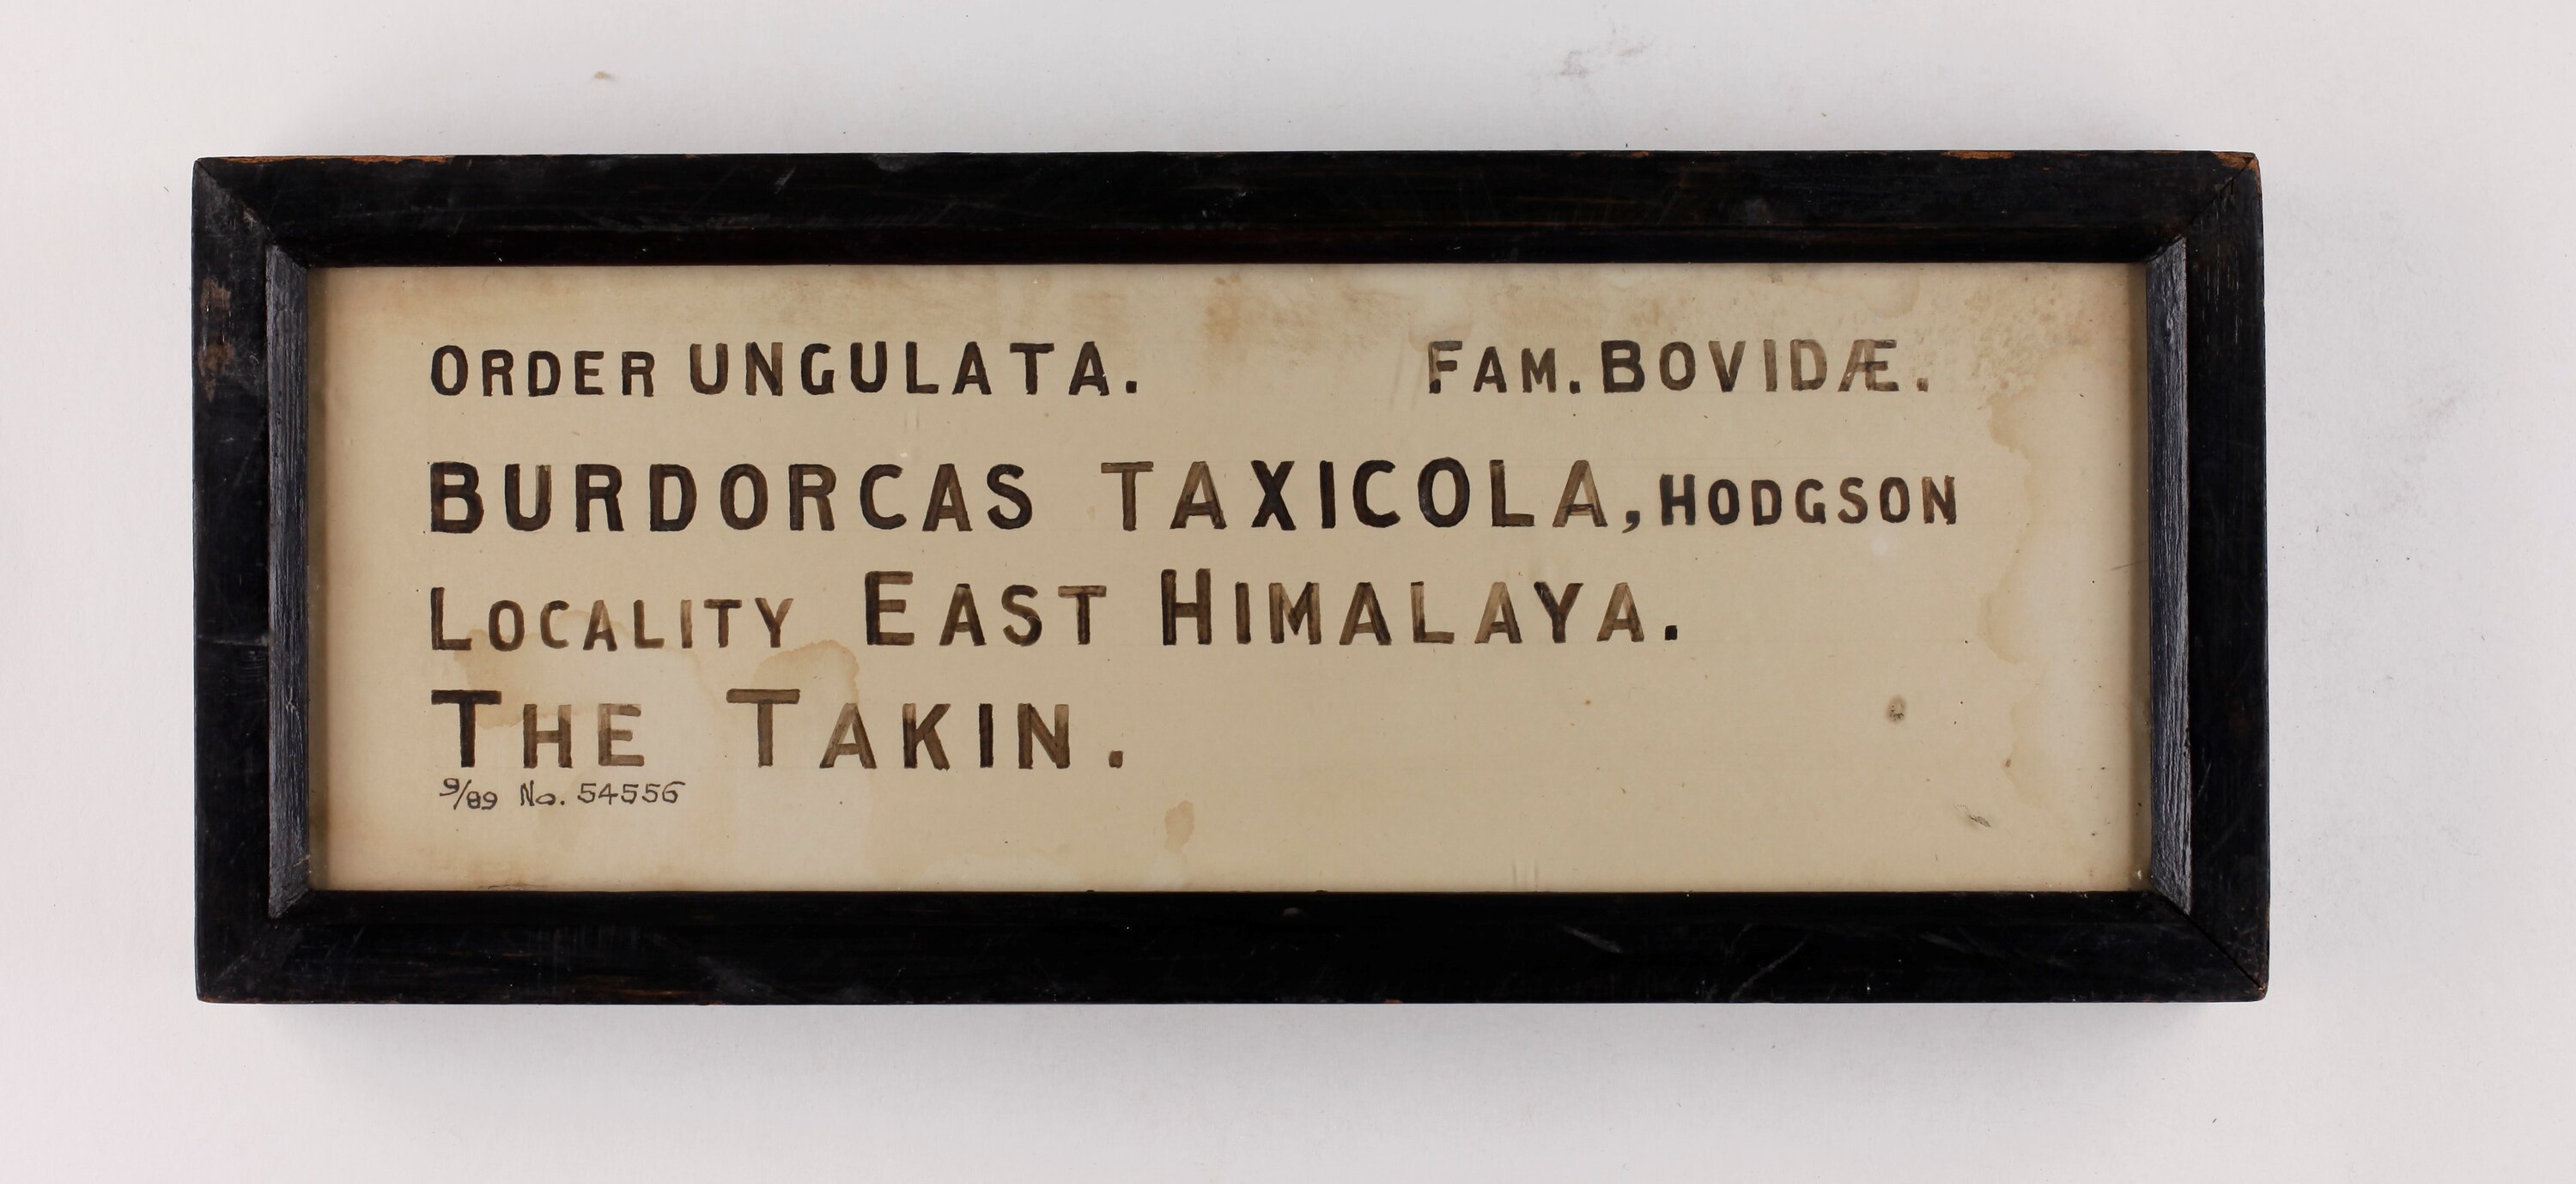 ORDER UNGULATA. FAM. BOVIDÆ.
BURDORCAS TAXICOLA, HODGSON
LOCALITY EAST HIMALAYA.
THE TAKIN.
9/89 No. 54556